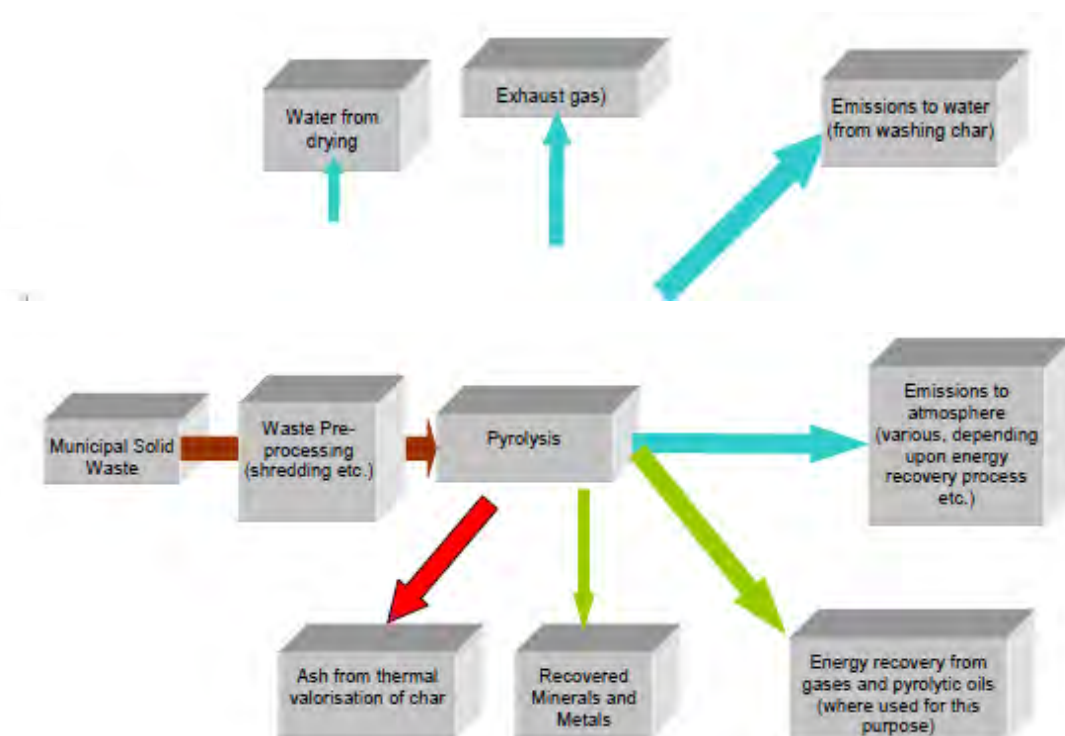 Water from
drying
Exhaust gas)
Emissions to water
(from washing char)
Municipal Solid
Waste
Waste Pre-
processing
(shredding etc.)
Pyrolysis
Emissions to
atmosphere
(various, depending
upon energy
recovery process
etc.)
Ash from thermal
valorisation of char
Recovered
Minerals and
Metals
Energy recovery from
gases and pyrolytic oils
(where used for this
purpose)